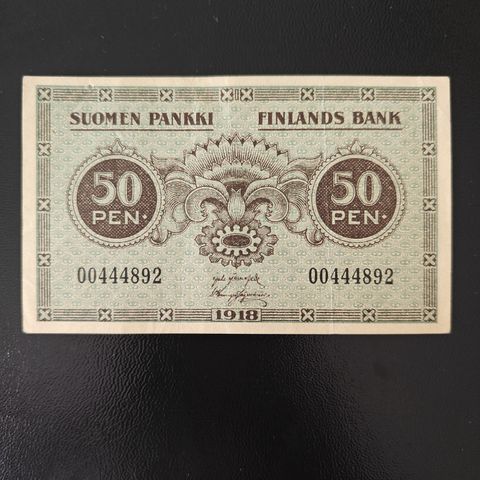 SUOMEN PANKKI FINLANDS BANK
50 PEN. 50 PEN.
00444892 00444892
1918